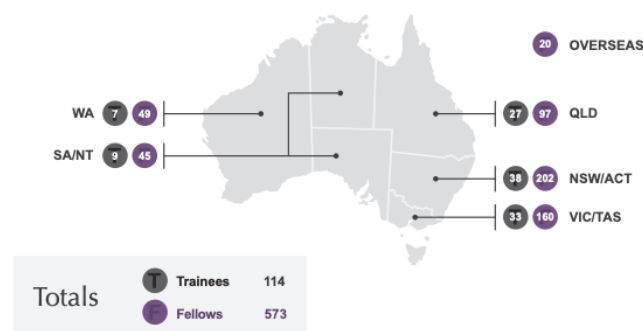 20 OVERSEAS
WA 7 49
27 97 QLD
SA/NT 9 45
38 202 NSW/ACT
33 160 VIC/TAS
Totals
T Trainees 114
F Fellows 573